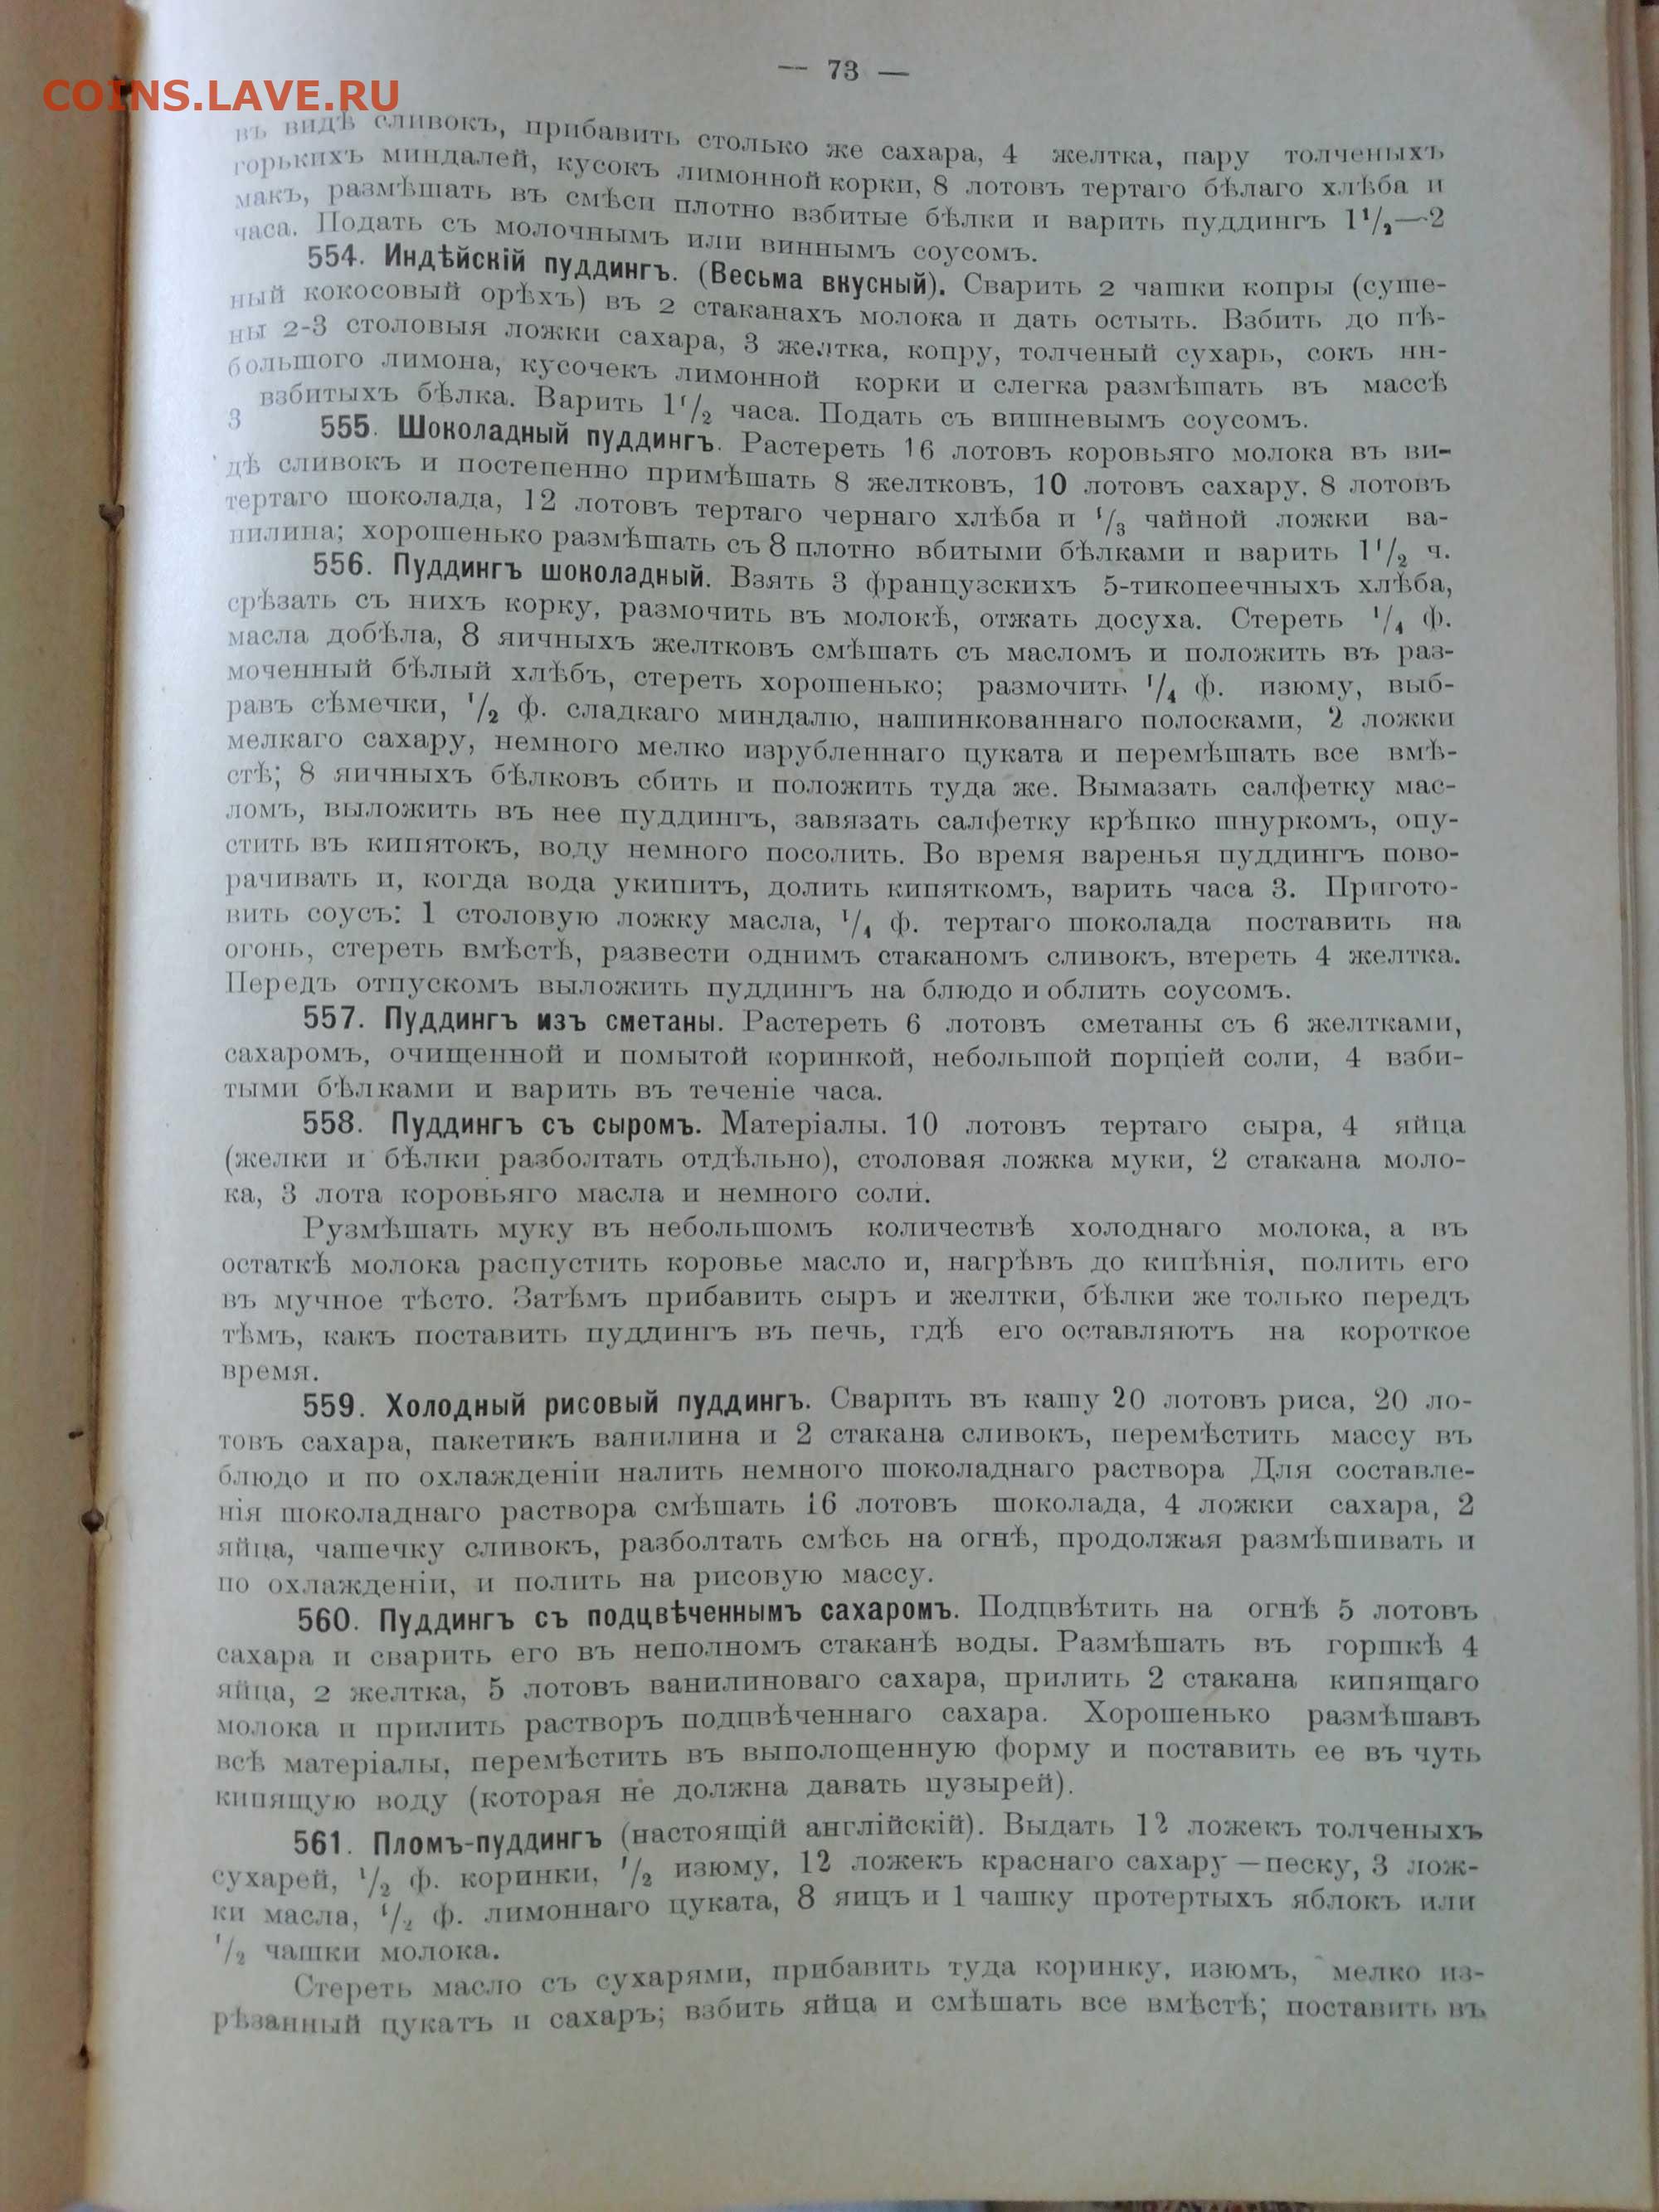 — 73 —
COINS.LAVE.RU
въ видѣ сливокъ, прибавить столько же сахара, 4 желтка, пару толченыхъ
горькихъ миндалей, кусокъ лимонной корки, 8 лотовъ тертаго бѣлаго хлѣба и
макъ, размѣшать въ смѣси плотно взбитые бѣлки и варить пуддингъ 1¹/₂—2
часа. Подать съ молочнымъ или виннымъ соусомъ.
554. Индѣйскій пуддингъ. (Весьма вкусный). Сварить 2 чашки копры (суше-
ный кокосовый орѣхъ) въ 2 стаканахъ молока и дать остыть. Взбить до пѣ-
ны 2-3 столовыя ложки сахара, 3 желтка, копру, толченый сухарь, сокъ ни-
большого лимона, кусочекъ лимонной корки и слегка размѣшать въ массѣ
3 взбитыхъ бѣлка. Варить 1¹/₂ часа. Подать съ вишневымъ соусомъ.
555. Шоколадный пуддингъ. Растереть 16 лотовъ коровьяго молока въ ви-
дѣ сливокъ и постепенно примѣшать 8 желтковъ, 10 лотовъ сахару, 8 лотовъ
тертаго шоколада, 12 лотовъ тертаго чернаго хлѣба и ¹/₃ чайной ложки ва-
нилина; хорошенько размѣшать съ 8 плотно вбитыми бѣлками и варить 1¹/₂ ч.
556. Пуддингъ шоколадный. Взять 3 французскихъ 5-тикопеечныхъ хлѣба,
срѣзать съ нихъ корку, размочить въ молокѣ, отжать досуха. Стереть ¹/₄ ф.
масла добѣла, 8 яичныхъ желтковъ смѣшать съ масломъ и положить въ раз-
моченный бѣлый хлѣбъ, стереть хорошенько; размочить ¹/₄ ф. изюму, выб-
равъ сѣмечки, ¹/₂ ф. сладкаго миндалю, нашинкованнаго полосками, 2 ложки
мелкаго сахару, немного мелко изрубленнаго цуката и перемѣшать все вмѣ-
стѣ; 8 яичныхъ бѣлковъ сбить и положить туда же. Вымазать салфетку мас-
ломъ, выложить въ нее пуддингъ, завязать салфетку крѣпко шнуркомъ, опу-
стить въ кипятокъ, воду немного посолить. Во время варенья пуддингъ пово-
рачивать и, когда вода укипитъ, долить кипяткомъ, варить часа 3. Пригото-
вить соусъ: 1 столовую ложку масла, ¹/₄ ф. тертаго шоколада поставить на
огонь, стереть вмѣстѣ, развести однимъ стаканомъ сливокъ, втереть 4 желтка.
Передъ отпускомъ выложить пуддингъ на блюдо и облить соусомъ.
557. Пуддингъ изъ сметаны. Растереть 6 лотовъ сметаны съ 6 желтками,
сахаромъ, очищенной и помытой коринкой, небольшой порціей соли, 4 взби-
тыми бѣлками и варить въ теченіе часа.
558. Пуддингъ съ сыромъ. Матеріалы. 10 лотовъ тертаго сыра, 4 яйца
(желки и бѣлки разболтать отдѣльно), столовая ложка муки, 2 стакана моло-
ка, 3 лота коровьяго масла и немного соли.
Рузмѣшать муку въ небольшомъ количествѣ холоднаго молока, а въ
остаткѣ молока распустить коровье масло и, нагрѣвъ до кипѣнія, полить его
въ мучное тѣсто. Затѣмъ прибавить сыръ и желтки, бѣлки же только передъ
тѣмъ, какъ поставить пуддингъ въ печь, гдѣ его оставляютъ на короткое
время.
559. Холодный рисовый пуддингъ. Сварить въ кашу 20 лотовъ риса, 20 ло-
товъ сахара, пакетикъ ванилина и 2 стакана сливокъ, перемѣстить массу въ
блюдо и по охлажденіи налить немного шоколаднаго раствора Для составле-
нія шоколаднаго раствора смѣшать 16 лотовъ шоколада, 4 ложки сахара, 2
яйца, чашечку сливокъ, разболтать смѣсь на огнѣ, продолжая размѣшивать и
по охлажденіи, и полить на рисовую массу.
560. Пуддингъ съ подцвѣченнымъ сахаромъ. Подцвѣтить на огнѣ 5 лотовъ
сахара и сварить его въ неполномъ стаканѣ воды. Размѣшать въ горшкѣ 4
яйца, 2 желтка, 5 лотовъ ванилиноваго сахара, прилить 2 стакана кипящаго
молока и прилить растворъ подцвѣченнаго сахара. Хорошенько размѣшавъ
всѣ матеріалы, перемѣстить въ выполощенную форму и поставить ее въ чуть
кипящую воду (которая не должна давать пузырей).
561. Пломъ-пуддингъ (настоящій англійскій). Выдать 12 ложекъ толченыхъ
сухарей, ¹/₂ ф. коринки, ¹/₂ изюму, 12 ложекъ краснаго сахару—песку, 3 лож-
ки масла, ¹/₂ ф. лимоннаго цуката, 8 яицъ и 1 чашку протертыхъ яблокъ или
¹/₂ чашки молока.
Стереть масло съ сухарями, прибавить туда коринку, изюмъ, мелко из-
рѣзанный цукатъ и сахаръ; взбить яйца и смѣшать все вмѣстѣ; поставить въ